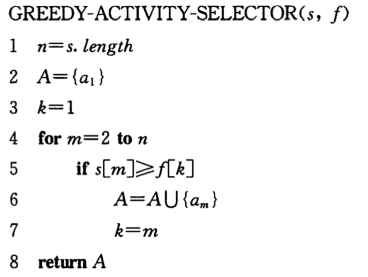 GREEDY-ACTIVITY-SELECTOR(s, f)
1 n=s. length
2 A={a₁}
3 k=1
4 for m=2 to n
5 if s[m]⩾f[k]
6 A=A∪{aₘ}
7 k=m
8 return A